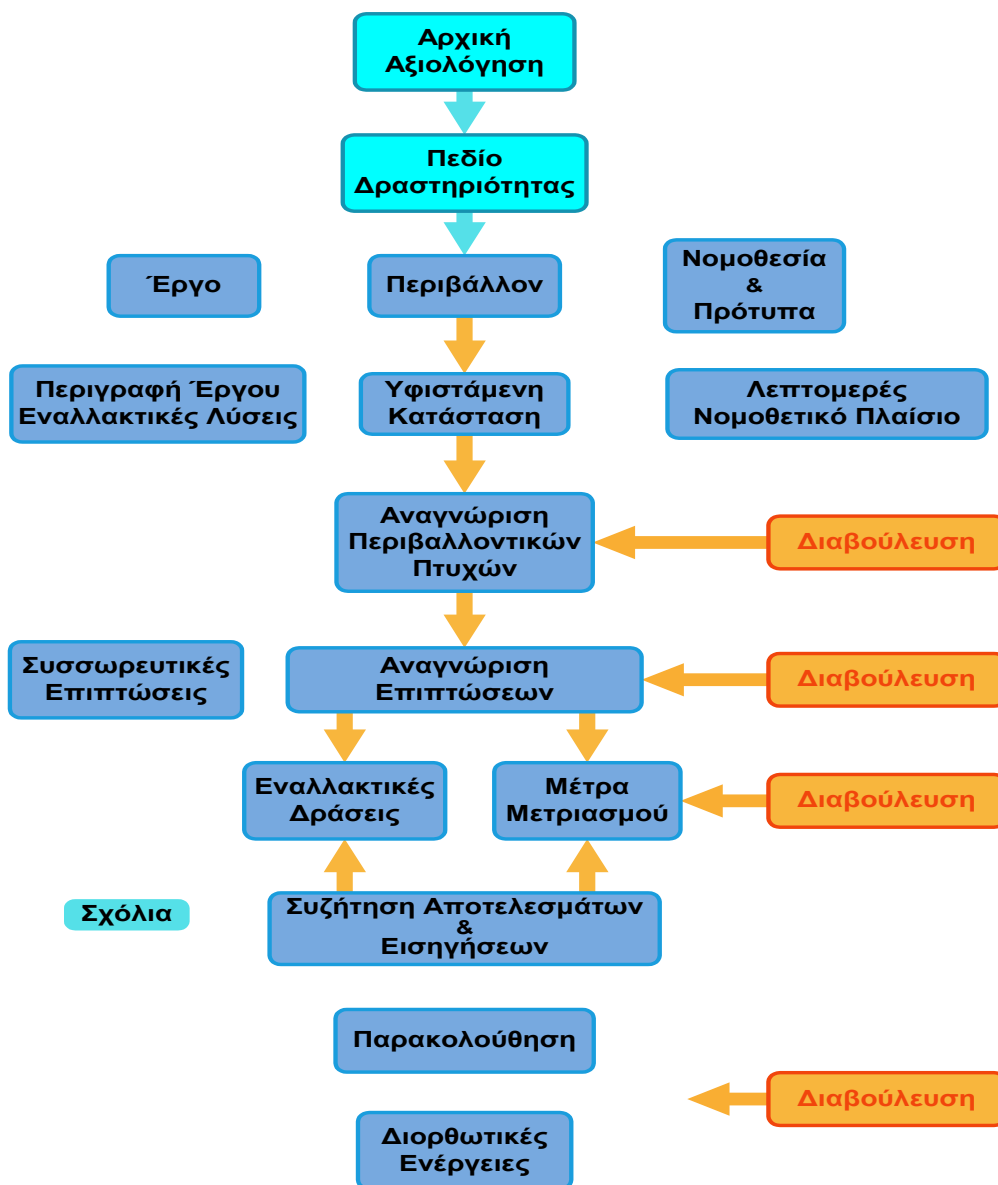 Αρχική
Αξιολόγηση
Πεδίο
Δραστηριότητας
Έργο
Περιβάλλον
Νομοθεσία
&
Πρότυπα
Περιγραφή Έργου
Εναλλακτικές Λύσεις
Υφιστάμενη
Κατάσταση
Λεπτομερές
Νομοθετικό Πλαίσιο
Αναγνώριση
Περιβαλλοντικών
Πτυχών
Διαβούλευση
Συσσωρευτικές
Επιπτώσεις
Αναγνώριση
Επιπτώσεων
Διαβούλευση
Εναλλακτικές
Δράσεις
Μέτρα
Μετριασμού
Διαβούλευση
Σχόλια
Συζήτηση Αποτελεσμάτων
&
Εισηγήσεων
Παρακολούθηση
Διαβούλευση
Διορθωτικές
Ενέργειες